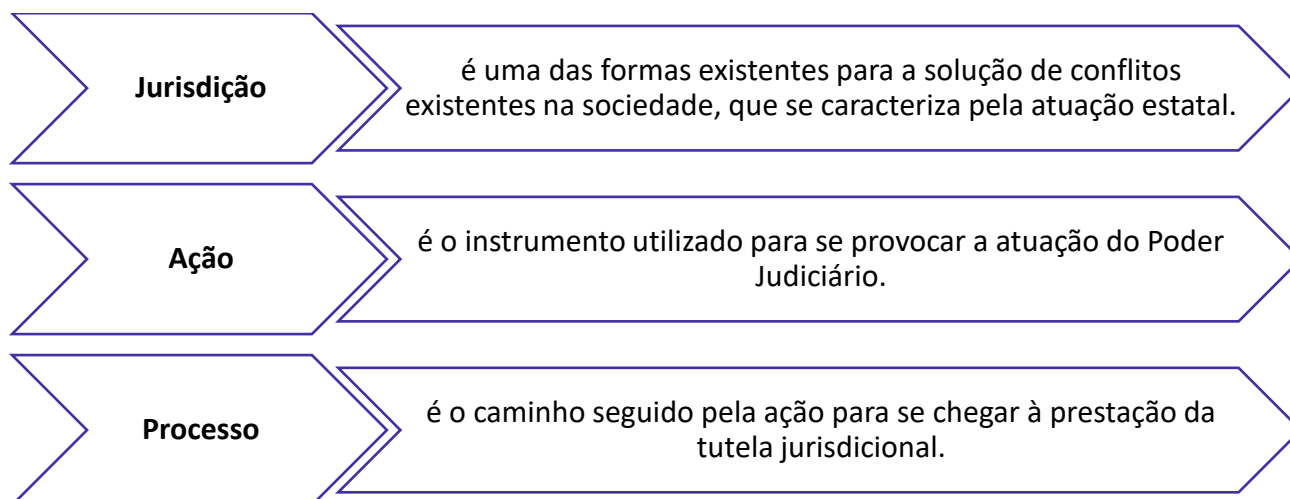 Jurisdição
é uma das formas existentes para a solução de conflitos
existentes na sociedade, que se caracteriza pela atuação estatal.
Ação
é o instrumento utilizado para se provocar a atuação do Poder
Judiciário.
Processo
é o caminho seguido pela ação para se chegar à prestação da
tutela jurisdicional.